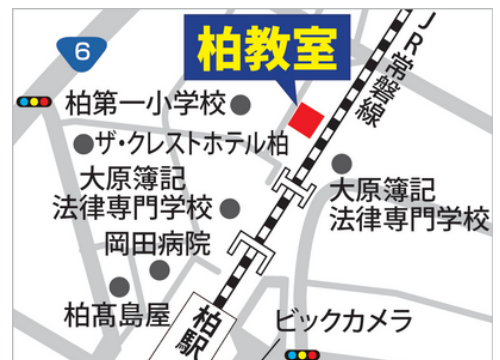 6
柏教室
JR常磐線
柏第一小学校
ザ・クレストホテル柏
大原簿記
法律専門学校
大原簿記
法律専門学校
岡田病院
柏髙島屋
柏駅
ビックカメラ